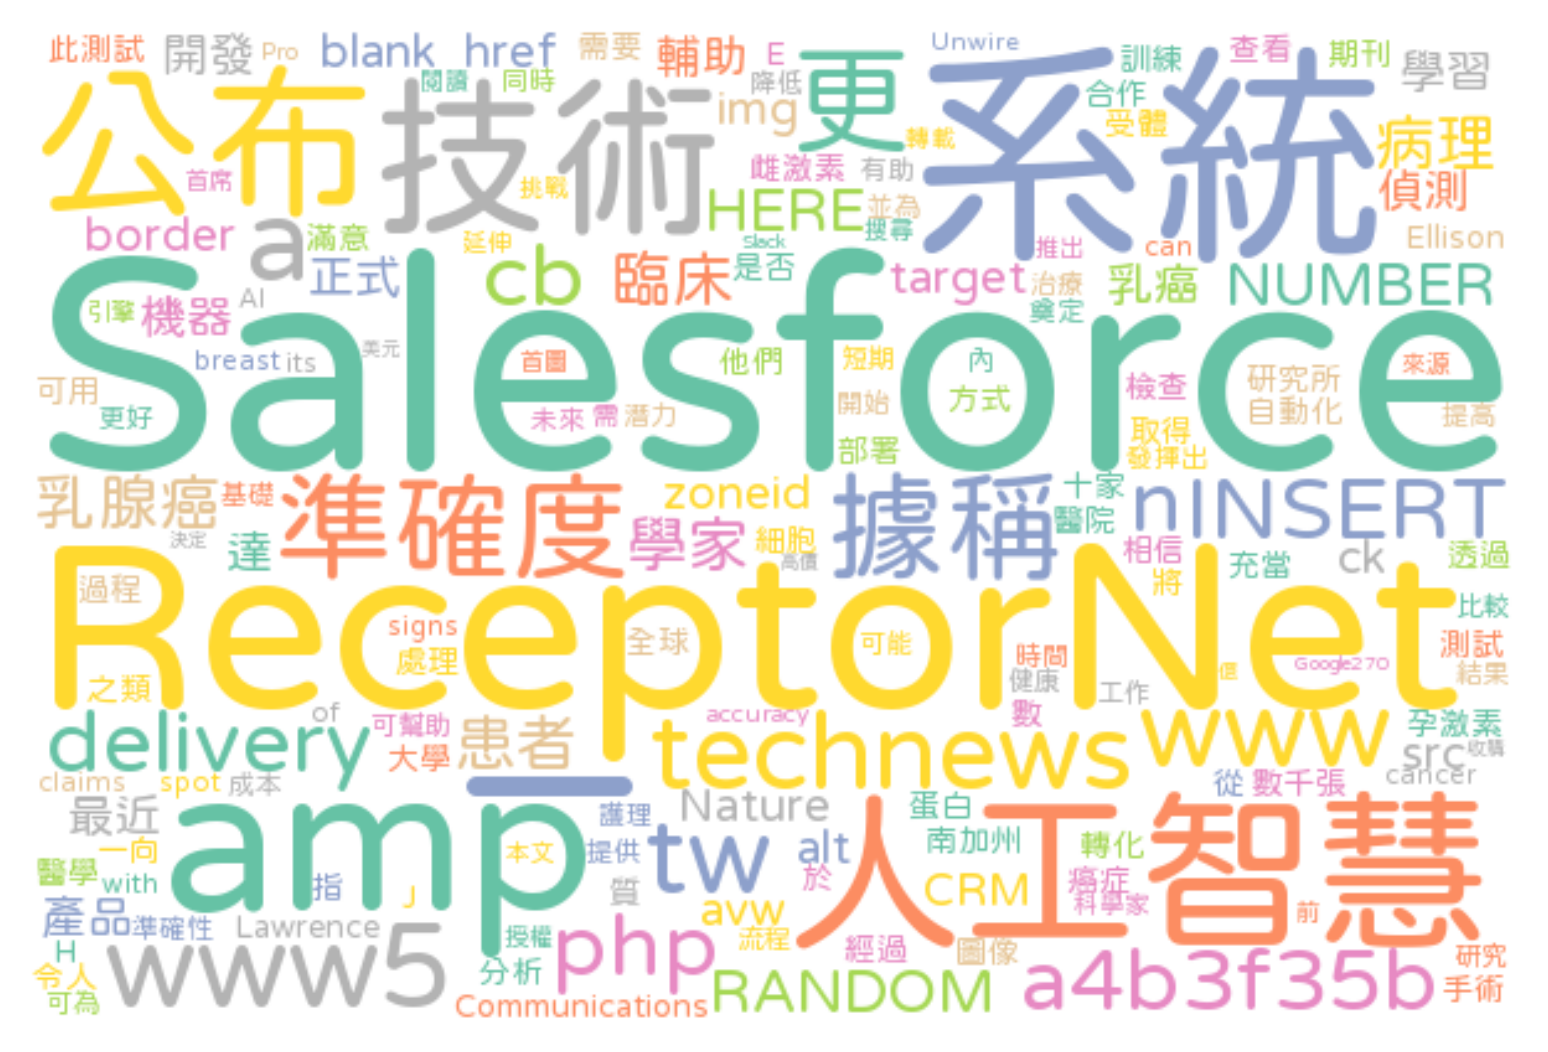 此測試 開發 Pro blank href 需要 輔助 E 更 Unwire 系統 訓練 查看 期刊 學習
公布 技術 閱讀 同時 降低 img 轉載 合作 受體 病理
首席 挑戰 雌激素 有助 偵測
border a 滿意 延伸 HERE 並為 搜尋 推出 can Ellison
正式 cb 臨床 Slack 是否 target 治療 乳癌 NUMBER
引擎 機器 AI 奠定
Salesforce
breast its 美元 首圖 他們 短期 內 檢查 研究所 來源
可用 更好 未來 需 潛力 開始 方式 自動化 提高
部署 取得 發揮出
乳腺癌 基礎 準確度 zoneid 據稱 十家 nINSERT
決定 達 學家 細胞 高價 醫院 相信 充當 ck 透過
過程 將 比較
ReceptorNet
signs 處理 全球 可能 時間 Google270 測試
之類 健康 工作 償 結果
delivery of 可幫助 患者 accuracy technews 數 www 孕激素
大學 src 收購
claims spot 成本 _ 從 數千張 cancer
最近 amp 護理 Nature 蛋白 人工智慧
一向 本文 提供 tw alt 南加州 轉化
醫學 with 指 」 質 於 CRM 癌症
產品 準確性 Lawrence 授權 avw 科學家 前
H www5 php 流程 經過 圖像 a4b3f35b 研究
令人 分析 RANDOM 手術
可為 Communications